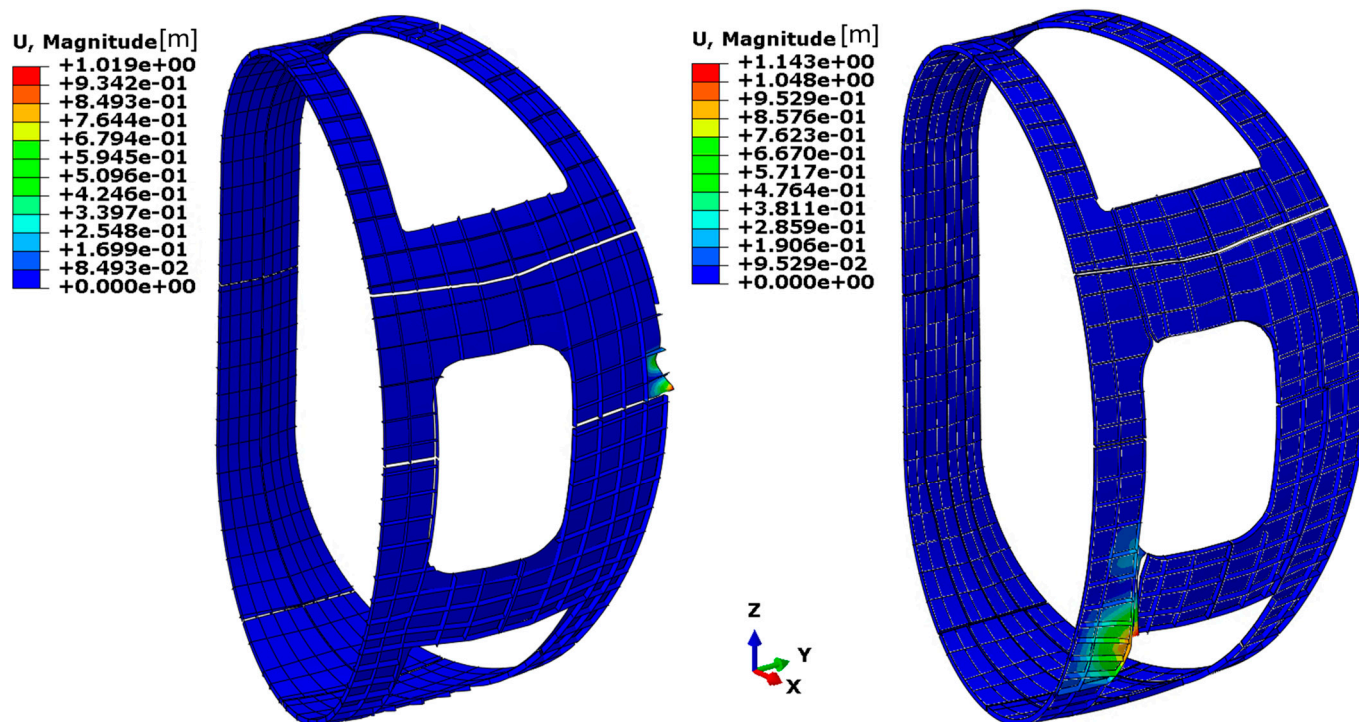 U, Magnitude [m]
+1.019e+00
+9.342e-01
+8.493e-01
+7.644e-01
+6.794e-01
+5.945e-01
+5.096e-01
+4.246e-01
+3.397e-01
+2.548e-01
+1.699e-01
+8.493e-02
+0.000e+00
U, Magnitude [m]
+1.143e+00
+1.048e+00
+9.529e-01
+8.576e-01
+7.623e-01
+6.670e-01
+5.717e-01
+4.764e-01
+3.811e-01
+2.859e-01
+1.906e-01
+9.529e-02
+0.000e+00
Z
Y
X